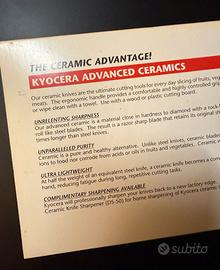 THE CERAMIC ADVANTAGE!
KYOCERA ADVANCED CERAMICS
Our ceramic knives are the ultimate cutting tools for every day slicing of fruits, veg
meats. The ergonomic handle provides a comfortable and highly controlled grip
or wipe clean with a towel. Use with a wood or plastic cutting board.
UNRELENTING SHARPNESS
Our advanced ceramic is a material close in hardness to diamond with a rock-
roll like steel blades. The result is a razor sharp blade that retains its original sh
times longer than steel knives.
UNPARALLELED PURITY
Ceramic is a pure and healthy alternative. Unlike steel knives, ceramic blades
ions to food nor corrode from acids or oils in fruits and vegetables. Ceramic w
ULTRA LIGHTWEIGHT
At half the weight of an equivalent steel knife, a ceramic knife becomes a
hand, reducing fatigue during long, repetitive cutting tasks.
COMPLIMENTARY SHARPENING AVAILABLE
Kyocera will professionally sharpen your knives back to a new factory edge
Ceramic Knife Sharpener (DS-50) for home sharpening of Kyocera ceramic k
subito